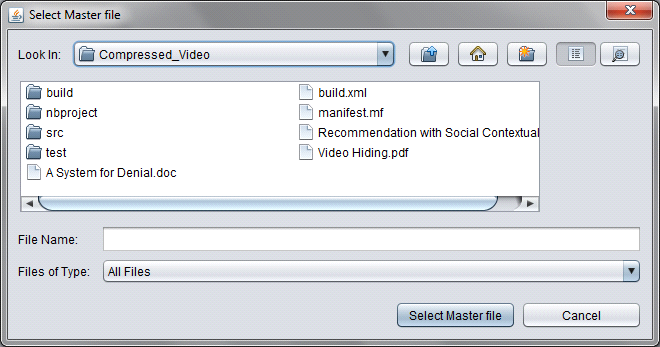 Select Master file
Look In: Compressed_Video
build
nbproject
src
test
A System for Denial.doc
build.xml
manifest.mf
Recommendation with Social Contextual
Video Hiding.pdf
File Name:
Files of Type: All Files
Select Master file Cancel